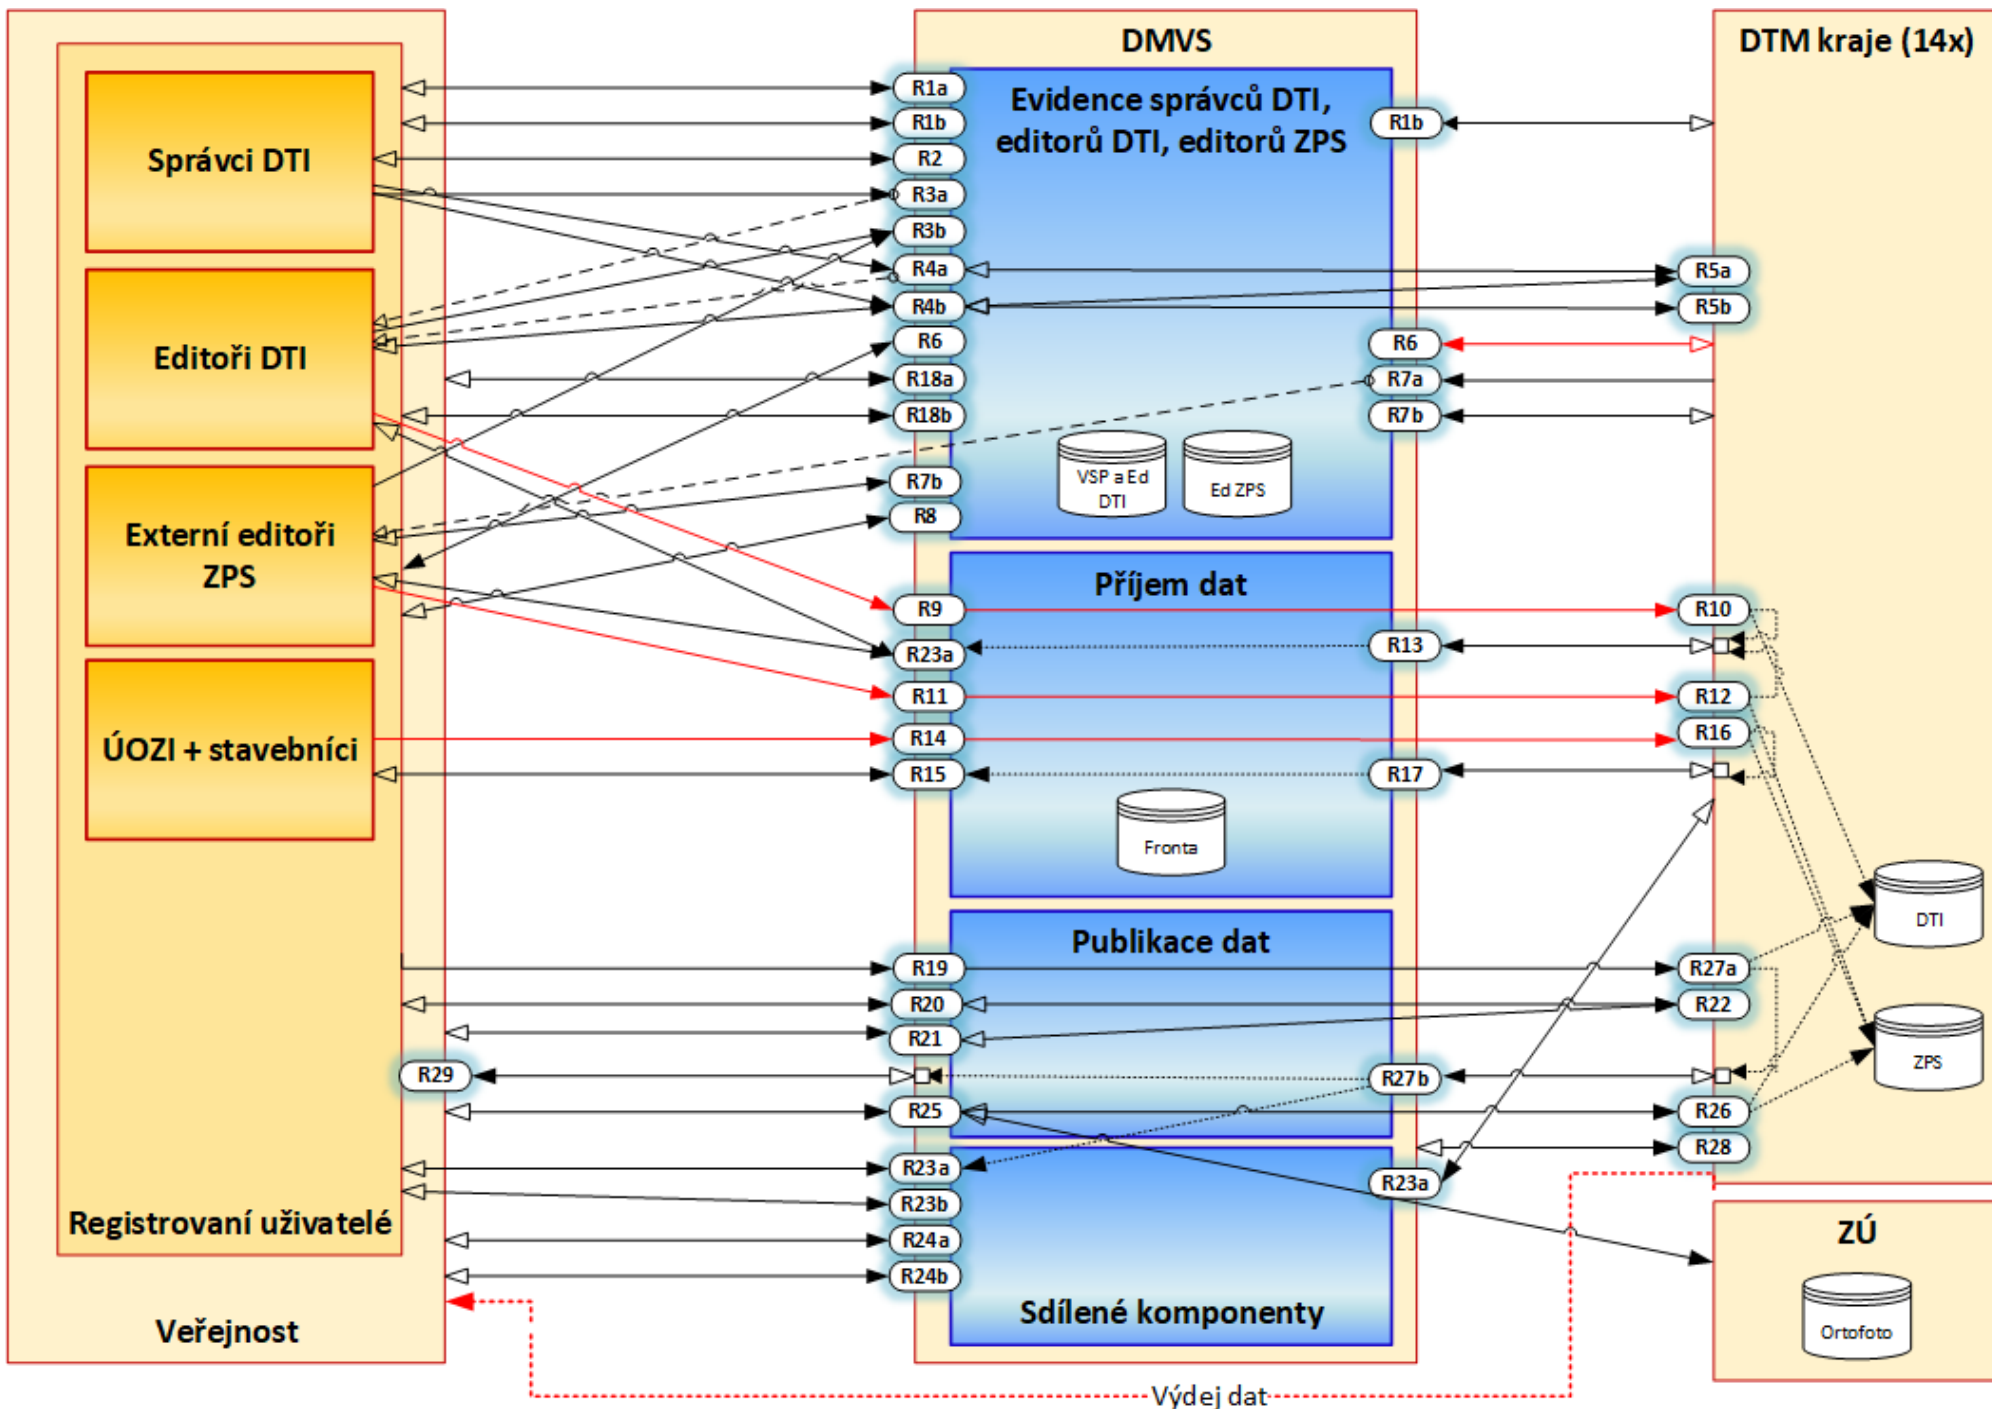 Správci DTI
Editoři DTI
Externí editoři
ZPS
ÚOZI + stavebníci
Registrovaní uživatelé
Veřejnost
R29
DMVS
R1a
R1b
R2
R3a
R3b
R4a
R4b
R6
R18a
R18b
R7b
R8
Evidence správců DTI,
editorů DTI, editorů ZPS
VSP a Ed
DTI
Ed ZPS
R1b
R6
R7a
R7b
Příjem dat
R9
R23a
R11
R14
R15
Fronta
R13
R17
Publikace dat
R19
R20
R21
R25
R27b
Sdílené komponenty
R23a
R23b
R24a
R24b
R23a
DTM kraje (14x)
R5a
R5b
R10
R12
R16
R27a
R22
R26
R28
DTI
ZPS
ZÚ
Ortofoto
Výdej dat